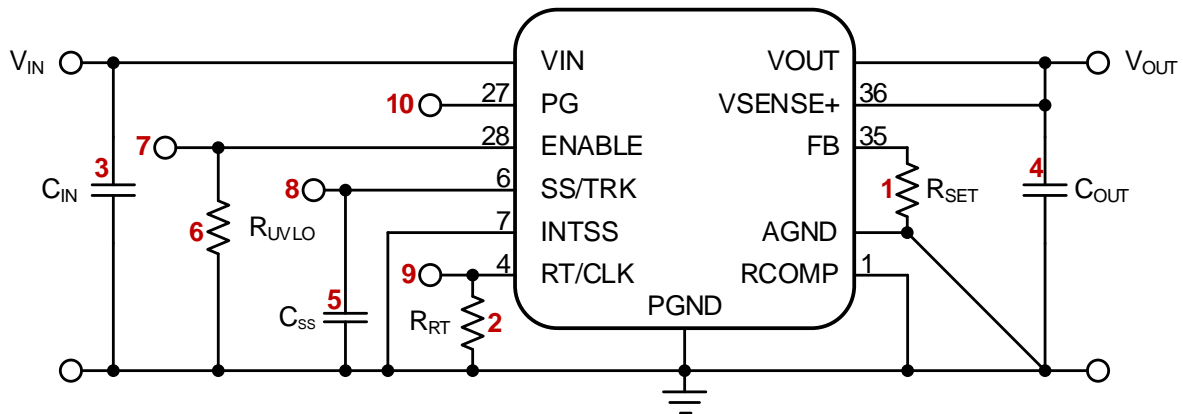 VIN VIN VOUT VOUT
10 27 PG VSENSE+ 36
7 28 ENABLE FB 35
3 CIN 8 6 SS/TRK 1 RSET 4 COUT
6 RUVLO 7 INTSS AGND
9 4 RT/CLK RCOMP 1
5 CSS RRT 2 PGND